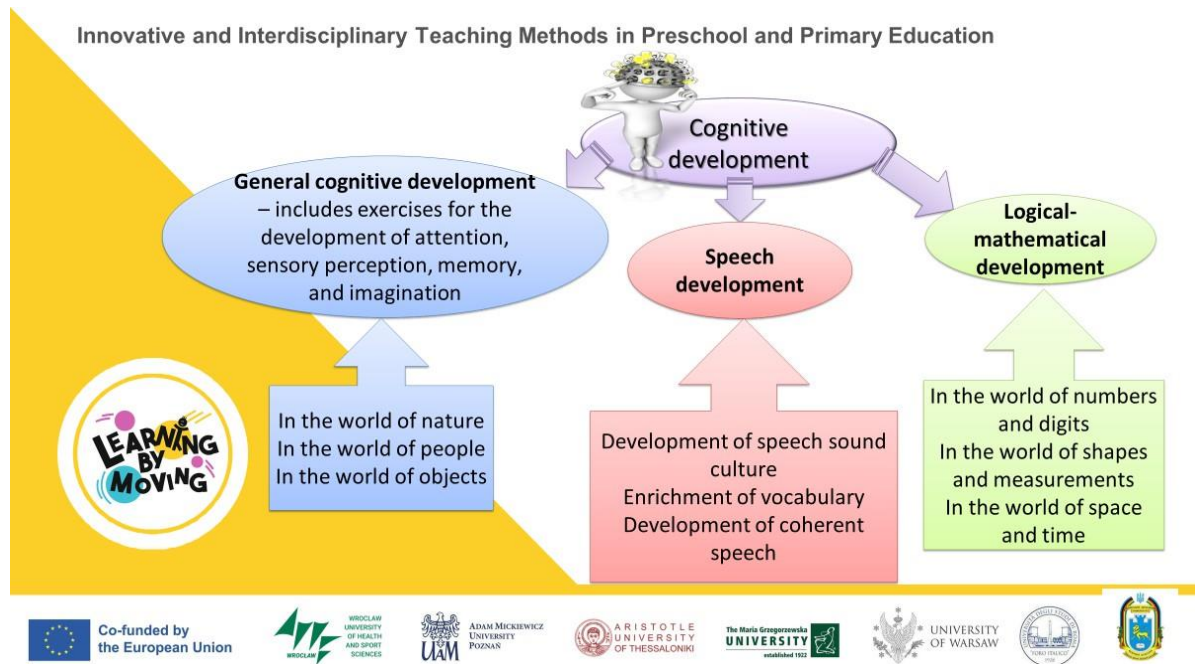 Innovative and Interdisciplinary Teaching Methods in Preschool and Primary Education
Cognitive
development
General cognitive development
– includes exercises for the
development of attention,
sensory perception, memory,
and imagination
Speech
development
Logical-
mathematical
development
In the world of nature
In the world of people
In the world of objects
Development of speech sound
culture
Enrichment of vocabulary
Development of coherent
speech
In the world of numbers
and digits
In the world of shapes
and measurements
In the world of space
and time
LEARNING
BY
MOVING
Co-funded by
the European Union
WROCLAW
WROCLAW
UNIVERSITY
OF HEALTH
AND SPORT
SCIENCES
UAM
ADAM MICKIEWICZ
UNIVERSITY
POZNAŃ
ARISTOTLE
UNIVERSITY
OF THESSALONIKI
The Maria Grzegorzewska
UNIVERSITY
established 1922
UNIVERSITY
OF WARSAW
"FORO ITALICO"